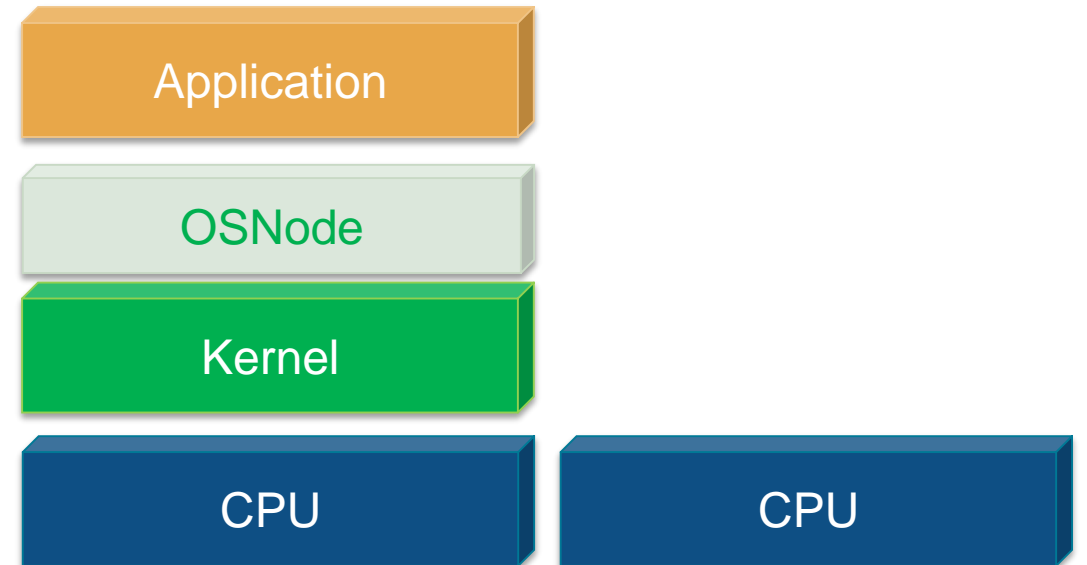 Application
OSNode
Kernel
CPU
CPU